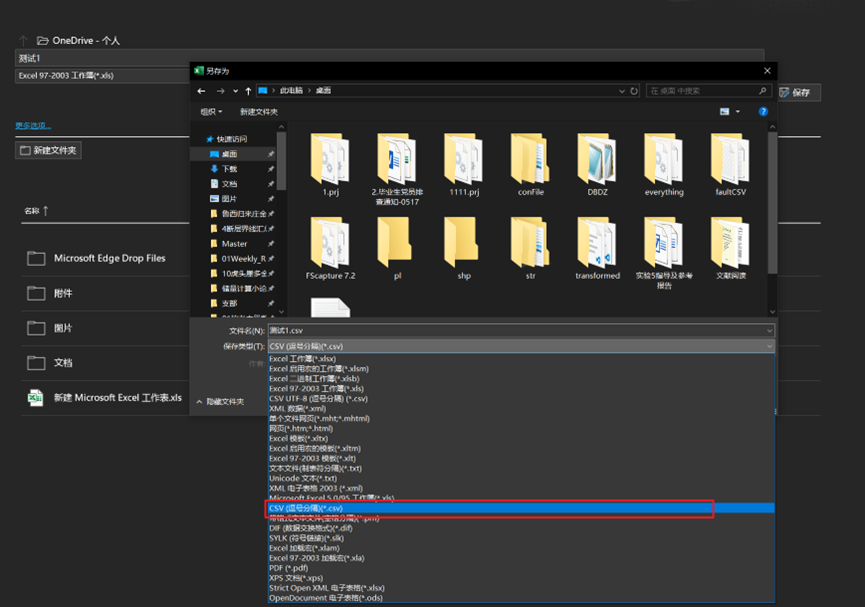 OneDrive - 个人
测试1
Excel 97-2003 工作簿(*.xls)
更多选项...
新建文件夹
名称 ↑
Microsoft Edge Drop Files
附件
图片
文档
新建 Microsoft Excel 工作表.xls
保存
另存为
此电脑 › 桌面
在 桌面 中搜索
组织
新建文件夹
快速访问
桌面
下载
文档
图片
鲁西归来庄金
4断层界线汇
Master
01Weekly_R
10虎头崖多金
储量计算小论
支部
1.prj
2.毕业生党员排查通知-0517
1111.prj
conFile
DBDZ
everything
faultCSV
FScapture 7.2
pl
shp
str
transformed
实验5指导及参考报告
文献阅读
文件名(N):
测试1.csv
保存类型(T):
CSV (逗号分隔)(*.csv)
作者:
隐藏文件夹
Excel 工作簿(*.xlsx)
Excel 启用宏的工作簿(*.xlsm)
Excel 二进制工作簿(*.xlsb)
Excel 97-2003 工作簿(*.xls)
CSV UTF-8 (逗号分隔) (*.csv)
XML 数据(*.xml)
单个文件网页(*.mht;*.mhtml)
网页(*.htm;*.html)
Excel 模板(*.xltx)
Excel 启用宏的模板(*.xltm)
Excel 97-2003 模板(*.xlt)
文本文件(制表符分隔)(*.txt)
Unicode 文本(*.txt)
XML 电子表格 2003 (*.xml)
Microsoft Excel 5.0/95 工作簿(*.xls)
CSV (逗号分隔)(*.csv)
带格式文本文件(空格分隔)(*.prn)
DIF (数据交换格式)(*.dif)
SYLK (符号链接)(*.slk)
Excel 加载宏(*.xlam)
Excel 97-2003 加载宏(*.xla)
PDF (*.pdf)
XPS 文档(*.xps)
Strict Open XML 电子表格(*.xlsx)
OpenDocument 电子表格(*.ods)